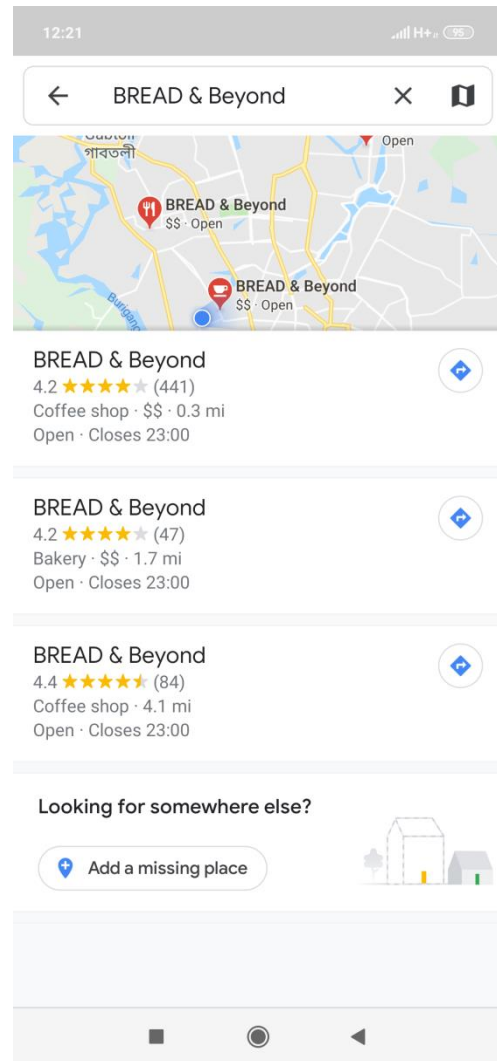 12:21
H+
95
BREAD & Beyond
গাবতলী
Open
BREAD & Beyond
$$ · Open
BREAD & Beyond
$$ · Open
BREAD & Beyond
4.2 (441)
Coffee shop · $$ · 0.3 mi
Open · Closes 23:00
BREAD & Beyond
4.2 (47)
Bakery · $$ · 1.7 mi
Open · Closes 23:00
BREAD & Beyond
4.4 (84)
Coffee shop · 4.1 mi
Open · Closes 23:00
Looking for somewhere else?
Add a missing place